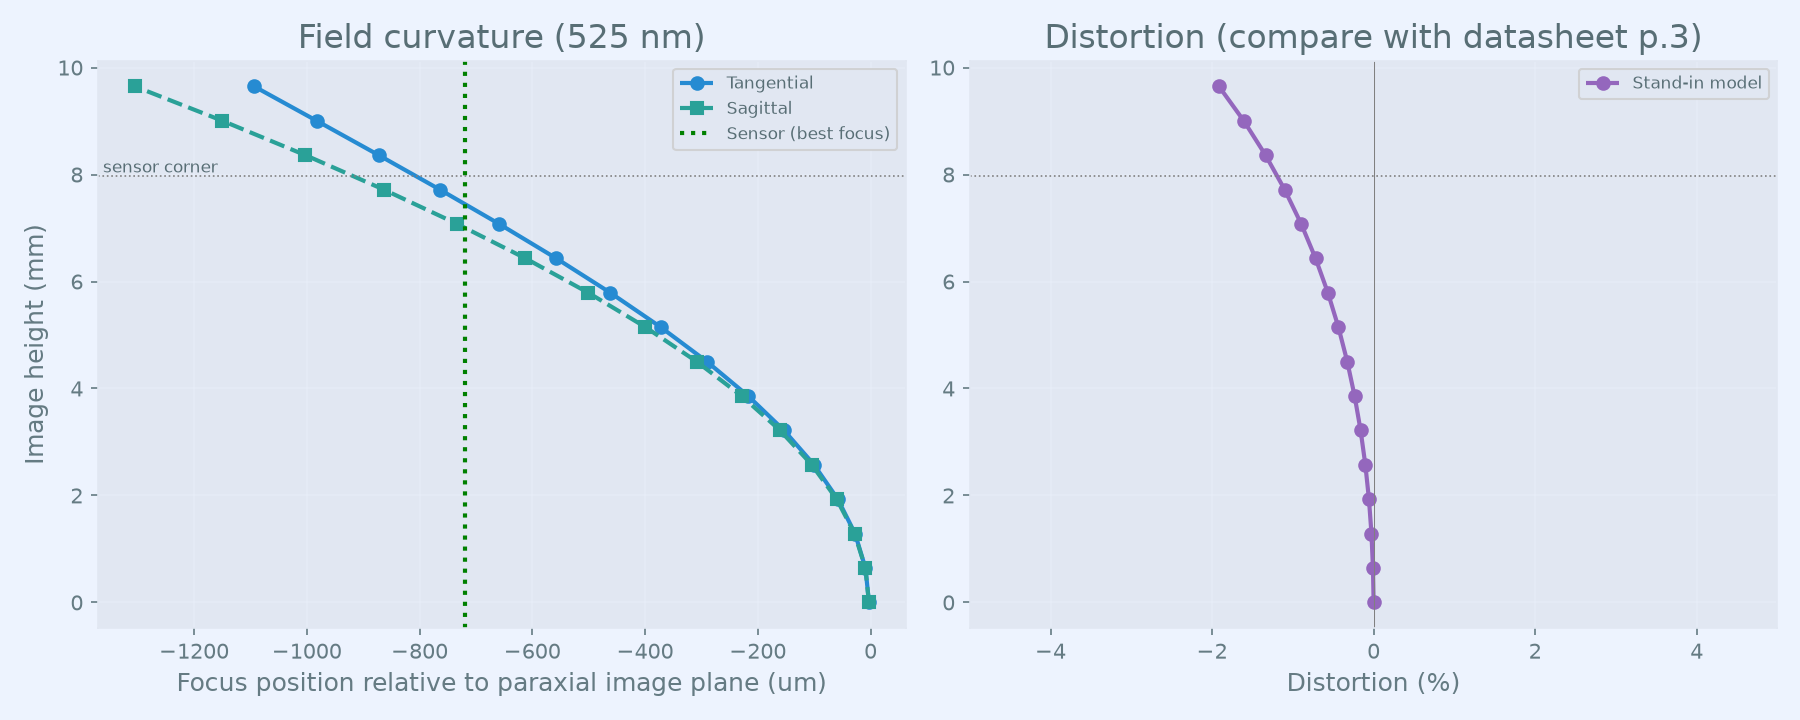 Field curvature (525 nm)
Tangential
Sagittal
Sensor (best focus)
sensor corner
10
8
6
4
2
0
Image height (mm)
−1200
−1000
−800
−600
−400
−200
0
Focus position relative to paraxial image plane (um)
Distortion (compare with datasheet p.3)
Stand-in model
10
8
6
4
2
0
−4
−2
0
2
4
Distortion (%)